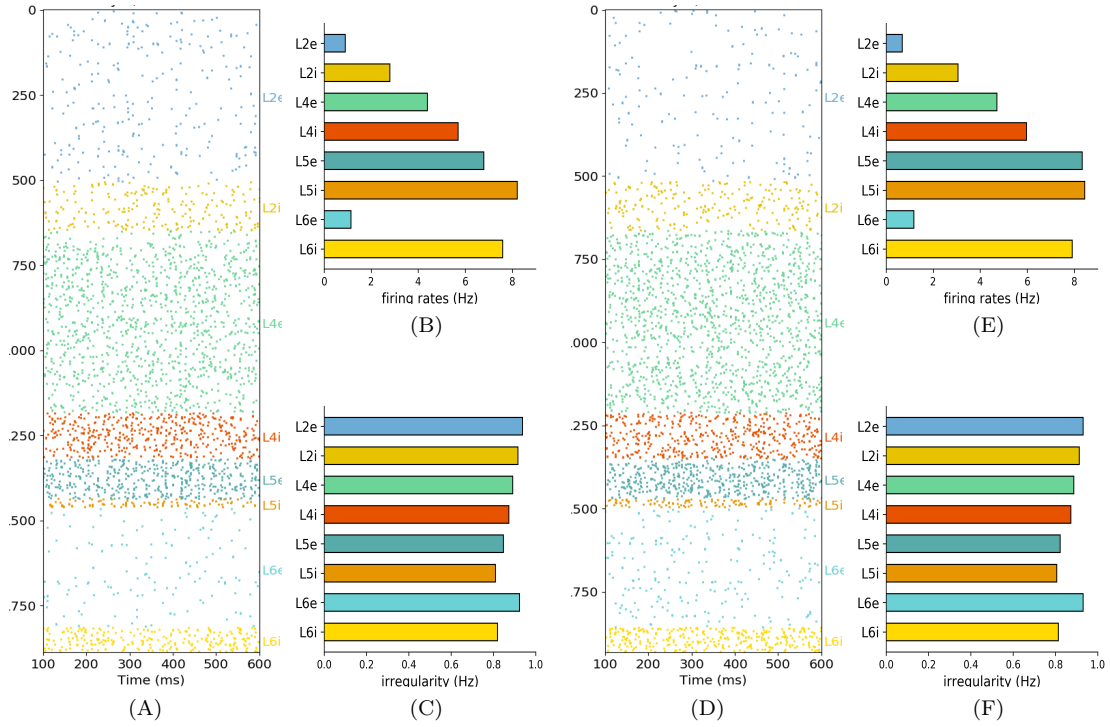 0
250
500
750
.000
.250
.500
.750
L2e
L2i
L4e
L4i
L5e
L5i
L6e
L6i
100 200 300 400 500 600
Time (ms)
(A)
L2e
L2i
L4e
L4i
L5e
L5i
L6e
L6i
0 2 4 6 8
firing rates (Hz)
(B)
L2e
L2i
L4e
L4i
L5e
L5i
L6e
L6i
0.0 0.2 0.4 0.6 0.8 1.0
irregularity (Hz)
(C)
0
250
500
750
.000
.250
.500
.750
L2e
L2i
L4e
L4i
L5e
L5i
L6e
L6i
100 200 300 400 500 600
Time (ms)
(D)
L2e
L2i
L4e
L4i
L5e
L5i
L6e
L6i
0 2 4 6 8
firing rates (Hz)
(E)
L2e
L2i
L4e
L4i
L5e
L5i
L6e
L6i
0.0 0.2 0.4 0.6 0.8 1.0
irregularity (Hz)
(F)